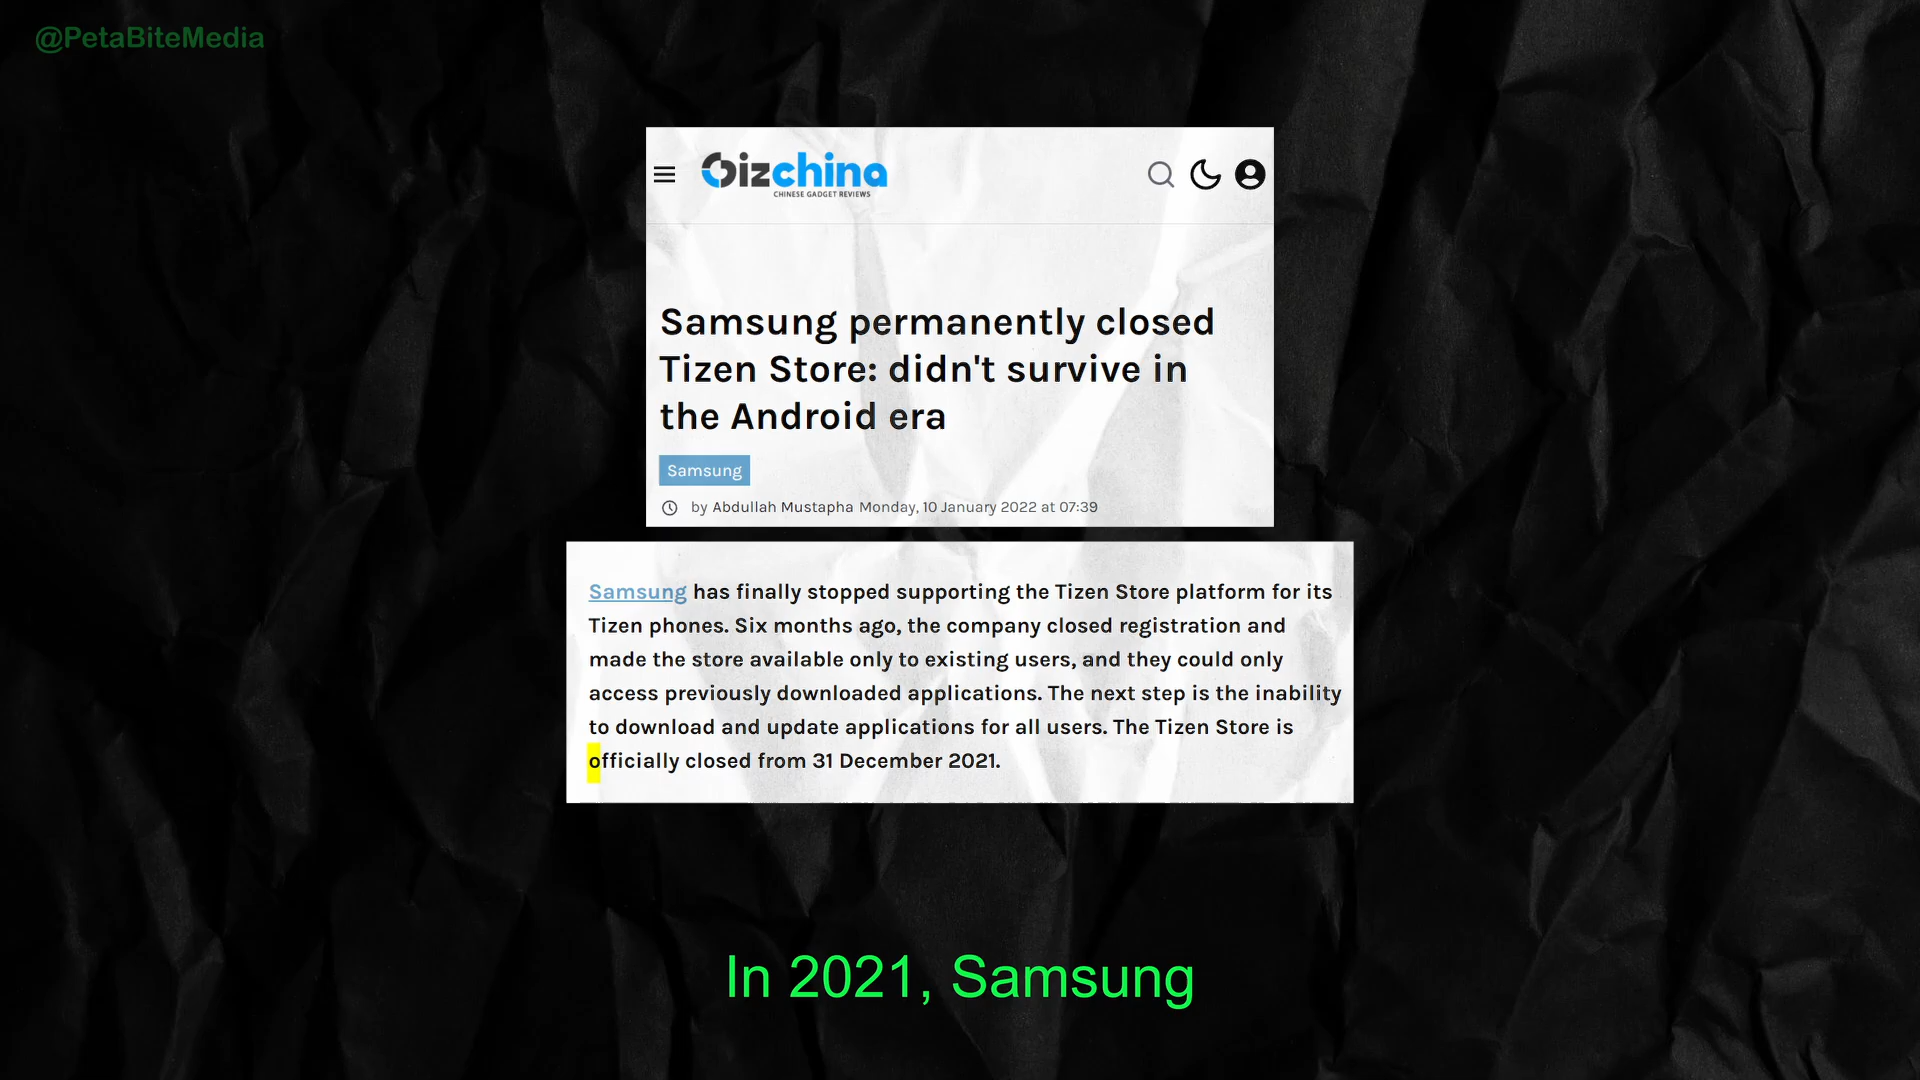 @PetaBiteMedia
Gizchina
CHINESE GADGET REVIEWS
Samsung permanently closed
Tizen Store: didn't survive in
the Android era
Samsung
by Abdullah Mustapha Monday, 10 January 2022 at 07:39
Samsung has finally stopped supporting the Tizen Store platform for its
Tizen phones. Six months ago, the company closed registration and
made the store available only to existing users, and they could only
access previously downloaded applications. The next step is the inability
to download and update applications for all users. The Tizen Store is
officially closed from 31 December 2021.
In 2021, Samsung